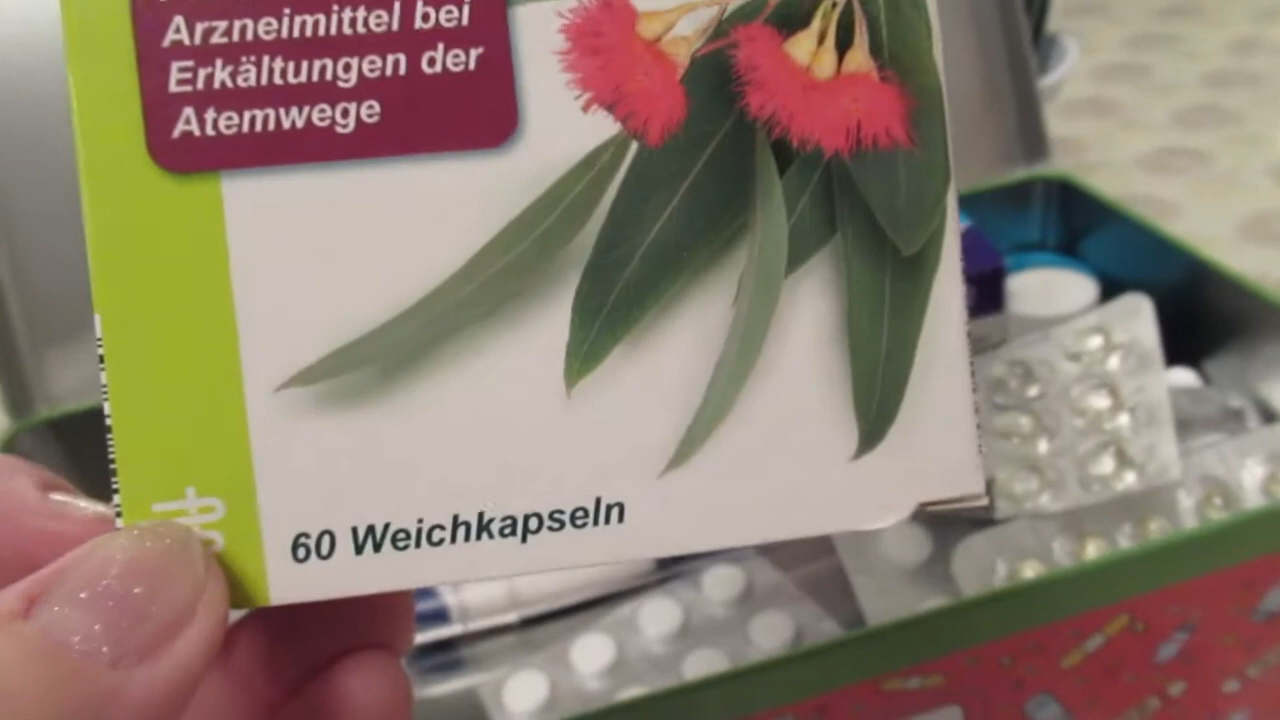 Arzneimittel bei
Erkältungen der
Atemwege
60 Weichkapseln